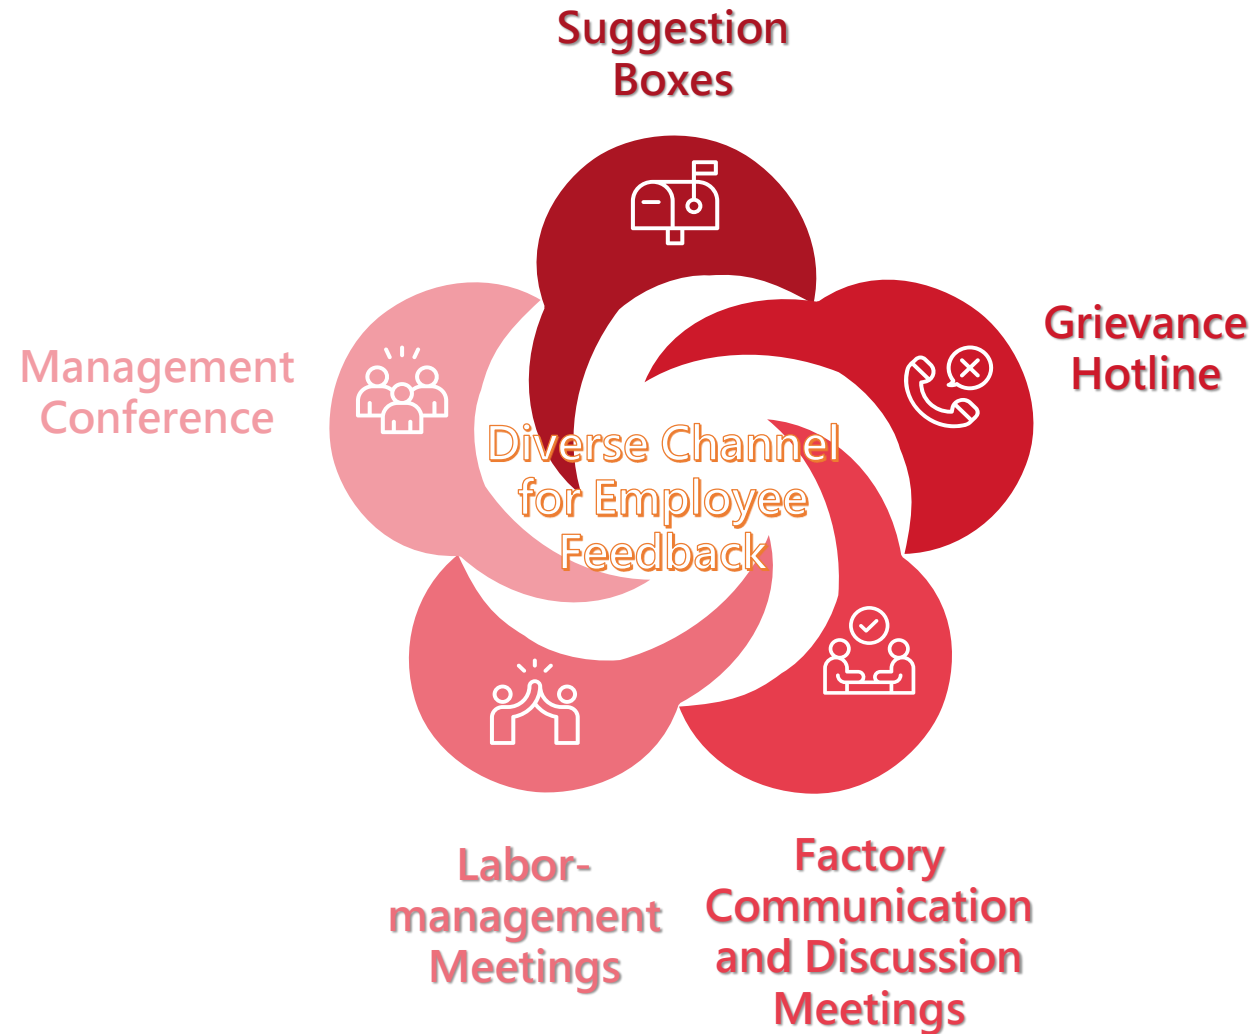 Suggestion
Boxes
Grievance
Hotline
Management
Conference
Diverse Channel
for Employee
Feedback
Labor-
management
Meetings
Factory
Communication
and Discussion
Meetings